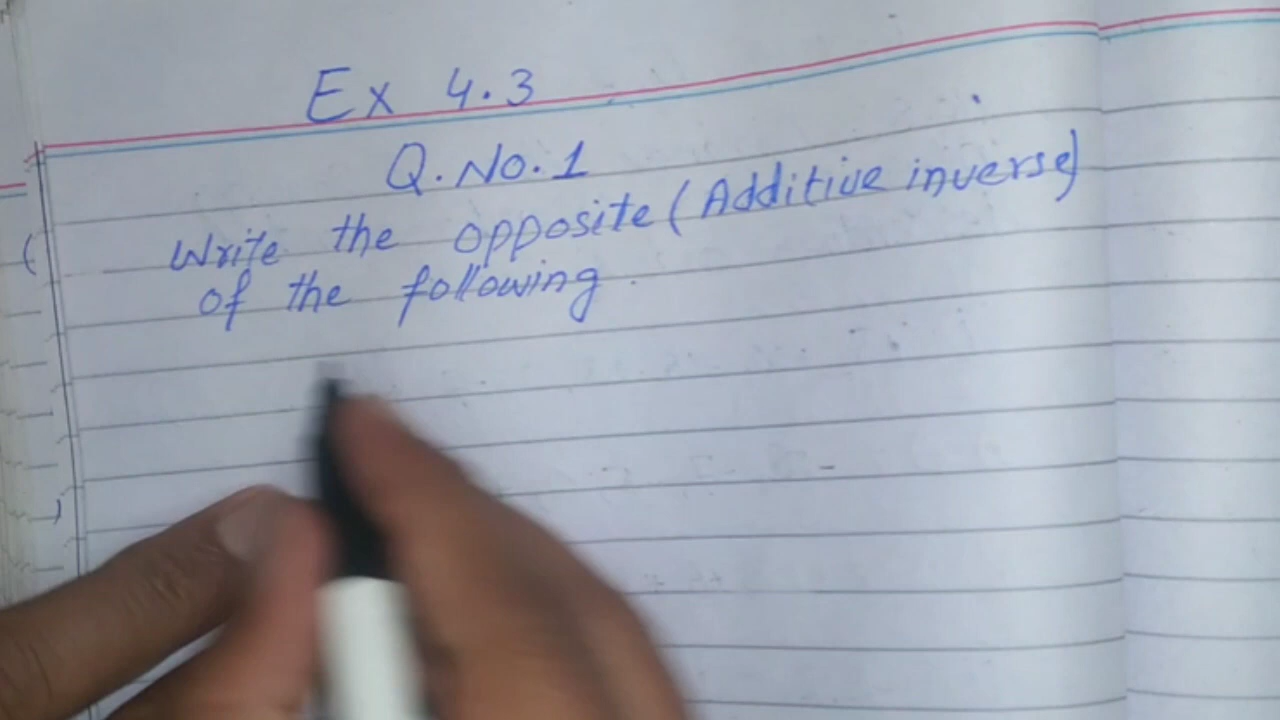 Ex 4.3
Q.No.1
Write the opposite (Additive inverse)
of the following.